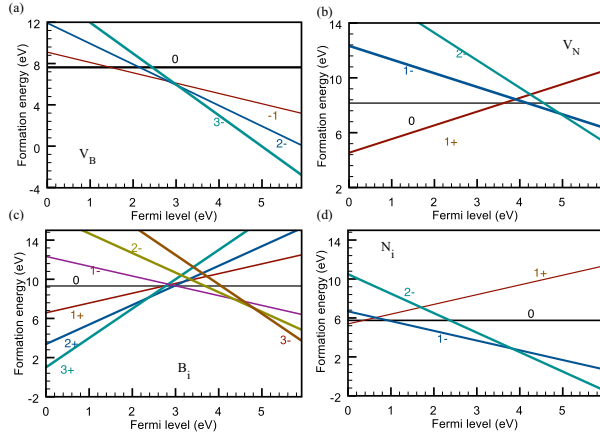 (a)
12
8
4
0
-4
Formation energy (eV)
0
-1
3-
2-
V_B
0 1 2 3 4 5
Fermi level (eV)
(b)
14
10
6
2
Formation energy (eV)
2-
V_N
1-
0
1+
0 1 2 3 4 5
Fermi level (eV)
(c)
14
10
6
2
-2
Formation energy (eV)
2-
1-
0
1+
2+
3+
3-
B_i
0 1 2 3 4 5
Fermi level (eV)
(d)
14
10
6
2
-2
Formation energy (eV)
N_i
1+
2-
0
1-
0 1 2 3 4 5
Fermi level (eV)